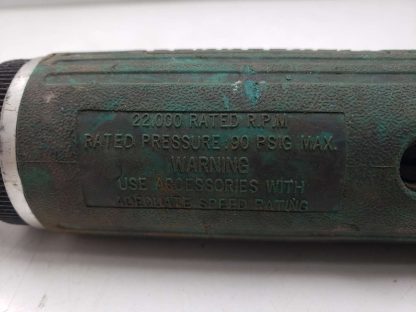 22,000 RATED R.P.M
RATED PRESSURE .90 PSIG MAX.
WARNING
USE ACCESSORIES WITH
ADEQUATE SPEED RATING